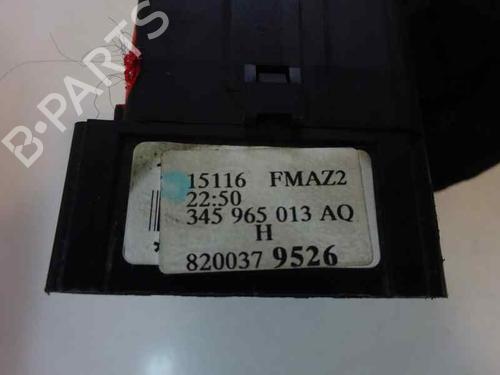 B-PARTS
15116 FMAZ2
22:50
345 965 013 AQ
H
820037 9526